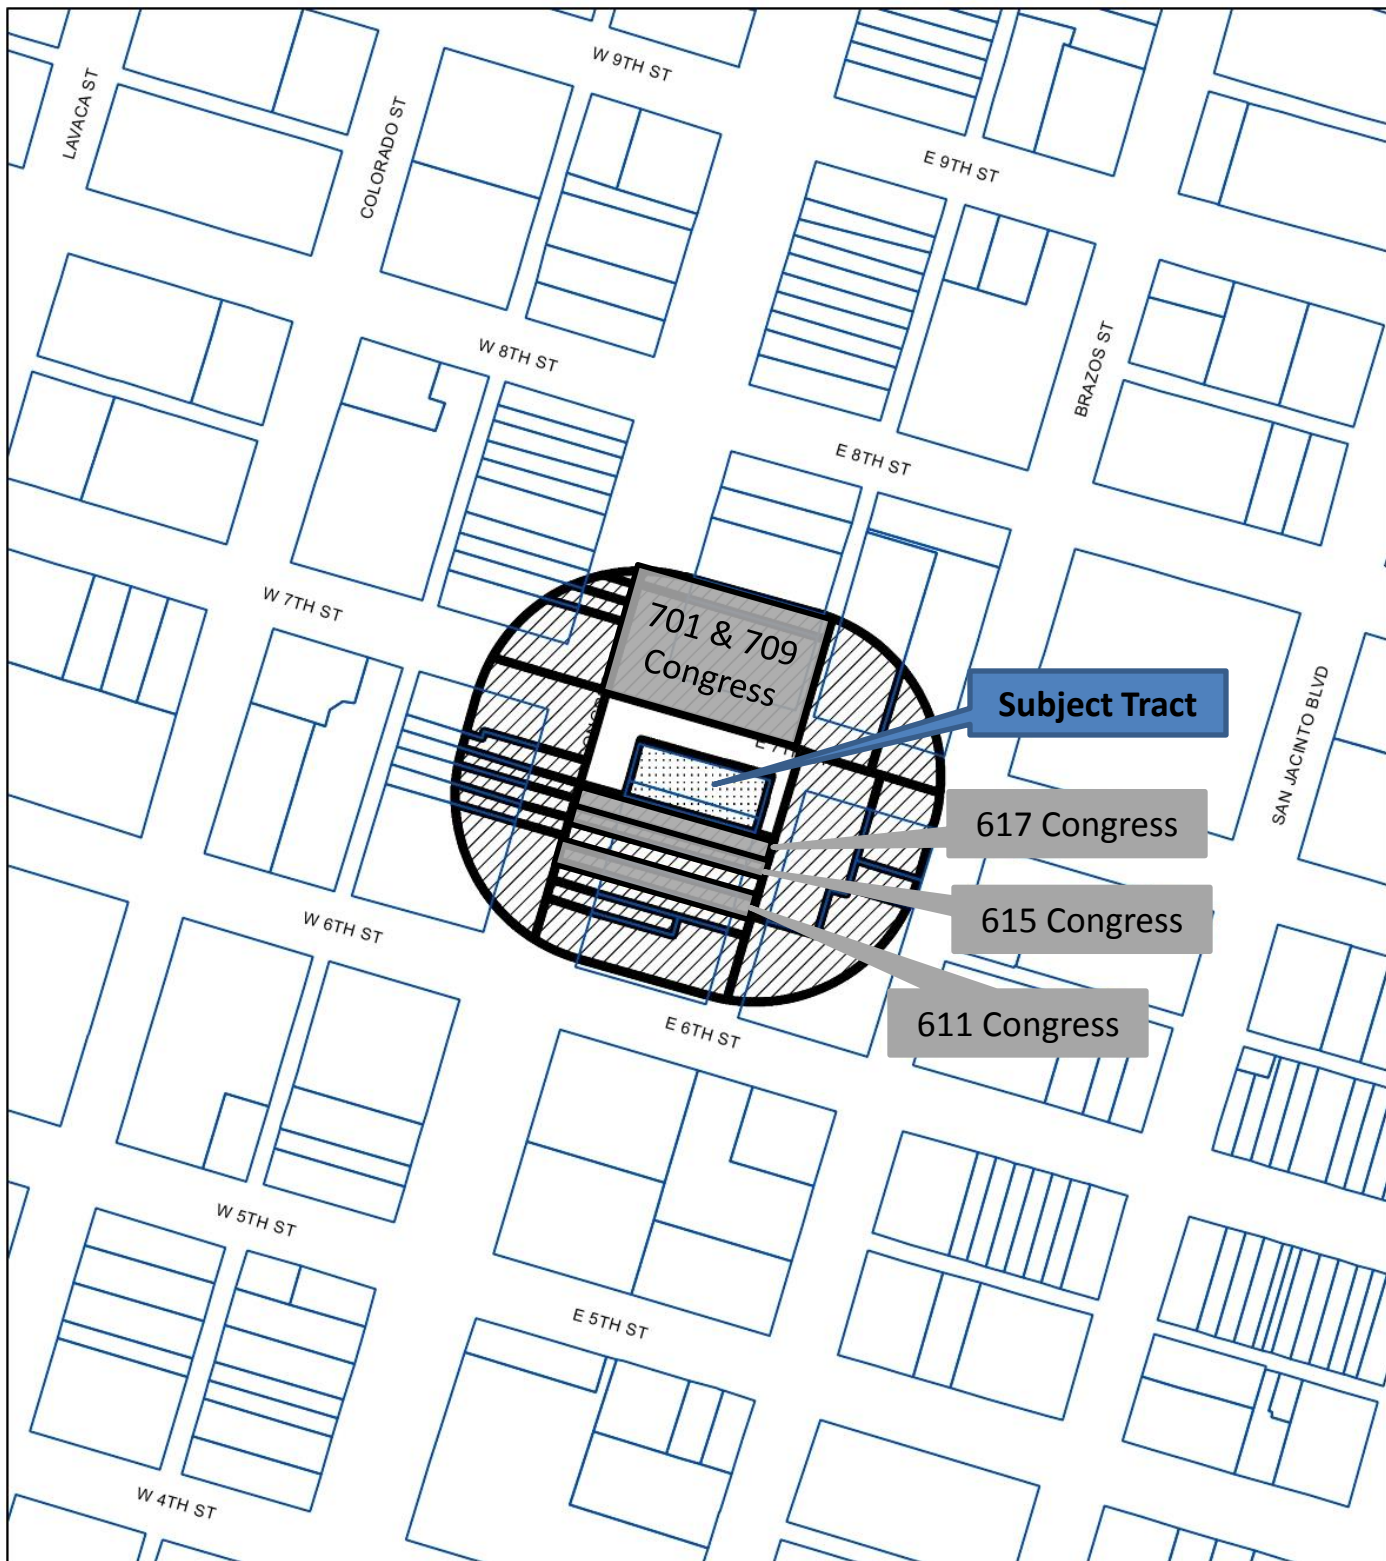 W 9TH ST
LAVACA ST
COLORADO ST
E 9TH ST
W 8TH ST
BRAZOS ST
E 8TH ST
W 7TH ST
701 & 709
Congress
Subject Tract
SAN JACINTO BLVD
617 Congress
615 Congress
W 6TH ST
611 Congress
E 6TH ST
W 5TH ST
E 5TH ST
W 4TH ST